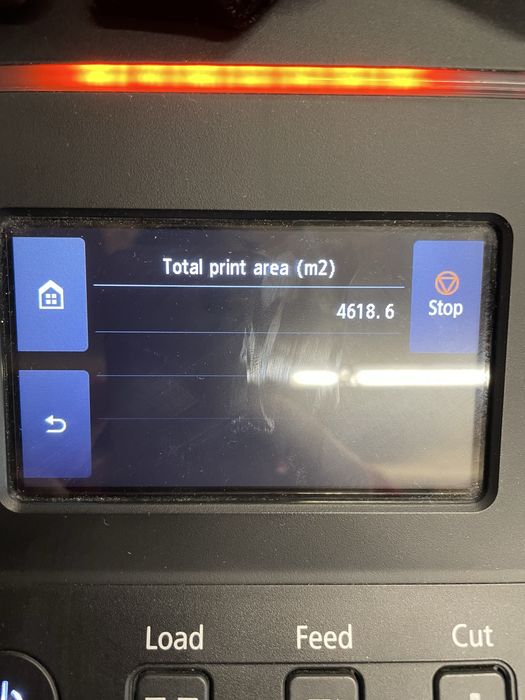 Total print area (m2)
4618.6
Stop
Load
Feed
Cut